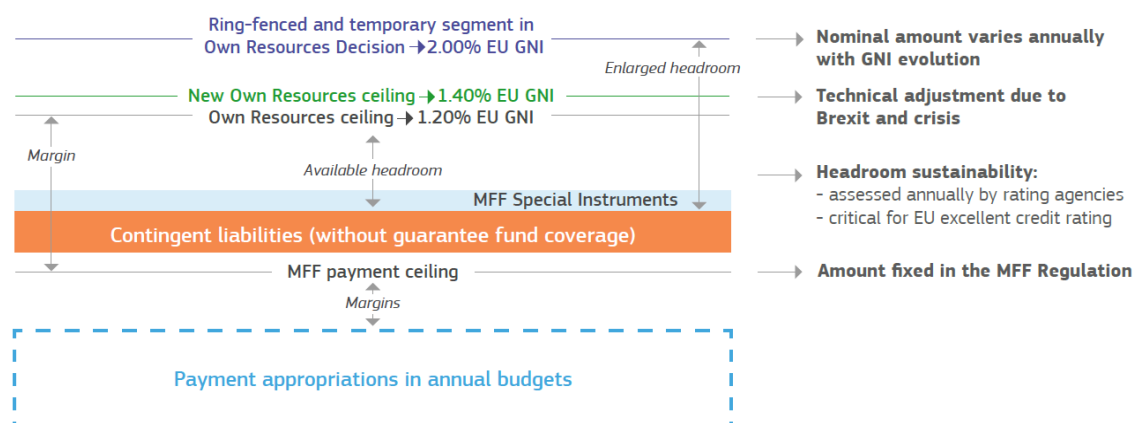 Ring-fenced and temporary segment in
Own Resources Decision → 2.00% EU GNI
Enlarged headroom
Nominal amount varies annually
with GNI evolution
New Own Resources ceiling → 1.40% EU GNI
Own Resources ceiling → 1.20% EU GNI
Technical adjustment due to
Brexit and crisis
Margin
Available headroom
Headroom sustainability:
- assessed annually by rating agencies
- critical for EU excellent credit rating
MFF Special Instruments
Contingent liabilities (without guarantee fund coverage)
MFF payment ceiling
Amount fixed in the MFF Regulation
Margins
Payment appropriations in annual budgets